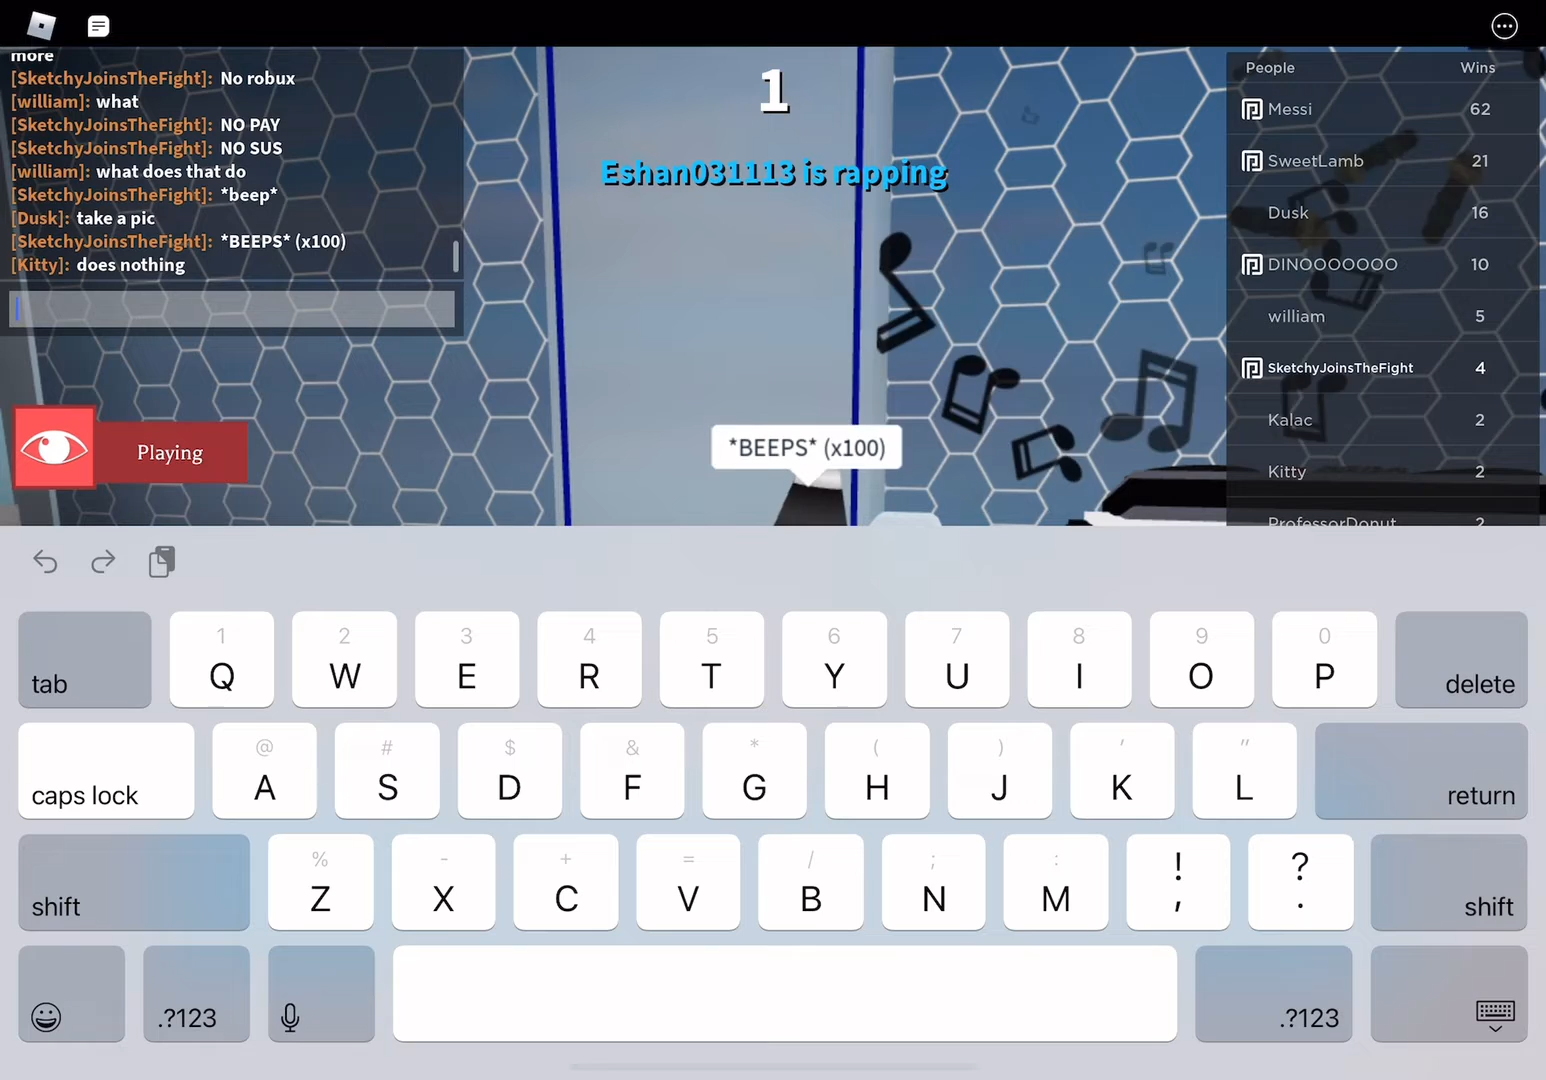 more
[SketchyJoinsTheFight]: No robux
[william]: what
[SketchyJoinsTheFight]: NO PAY
[SketchyJoinsTheFight]: NO SUS
[william]: what does that do
[SketchyJoinsTheFight]: *beep*
[Dusk]: take a pic
[SketchyJoinsTheFight]: *BEEPS* (x100)
[Kitty]: does nothing
Playing
1
Eshan031113 is rapping
*BEEPS* (x100)
People Wins
Messi 62
SweetLamb 21
Dusk 16
DINOOOOOOO 10
william 5
SketchyJoinsTheFight 4
Kalac 2
Kitty 2
ProfessorDonut 2
1 2 3 4 5 6 7 8 9 0
tab Q W E R T Y U I O P delete
@ # $ & * ( ) ' "
caps lock A S D F G H J K L return
% - + = / ; : ! ?
shift Z X C V B N M , . shift
.?123 .?123